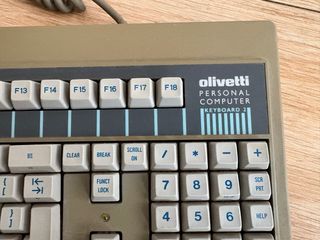 F13 F14 F15 F16 F17 F18
olivetti
PERSONAL
COMPUTER
KEYBOARD 2
BS CLEAR BREAK SCROLL ON / * - +
[ { 7 8 9 SCR PRT
FUNCT LOCK
4 5 6 HELP